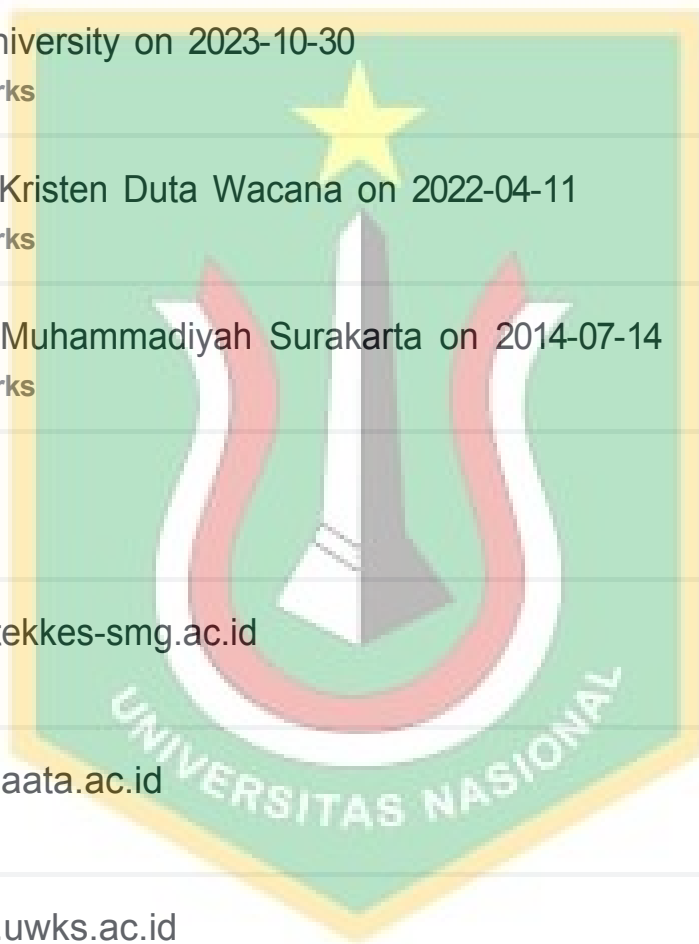 niversity on 2023-10-30
rks
Kristen Duta Wacana on 2022-04-11
rks
Muhammadiyah Surakarta on 2014-07-14
rks
tekkes-smg.ac.id
aata.ac.id
.uwks.ac.id
UNIVERSITAS NASIONAL